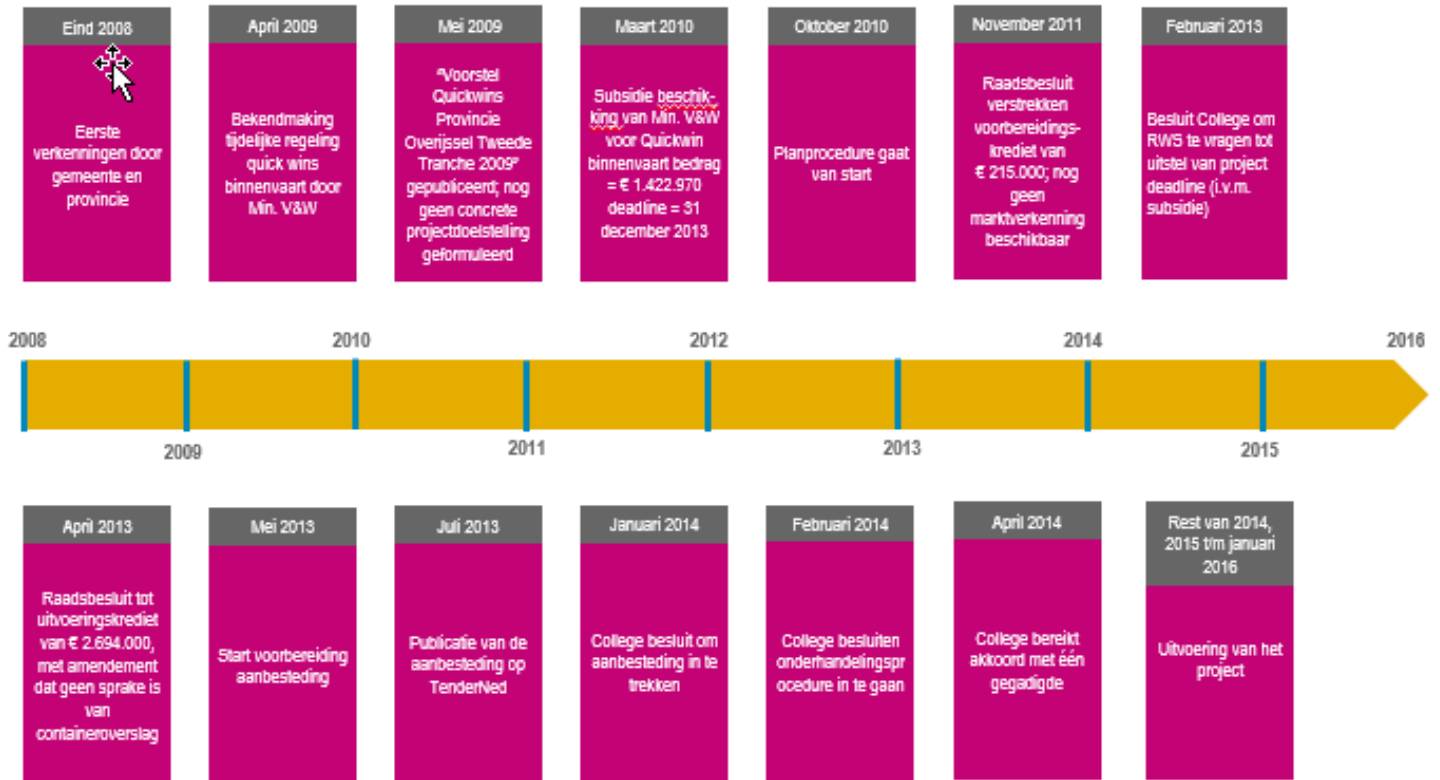 Eind 2008
Eerste
verkenningen door
gemeente en
provincie
April 2009
Bekendmaking
tijdelijke regeling
quick wins
binnenvaart door
Min. V&W
Mei 2009
"Voorstel
Quickwins
Provincie
Overijssel Tweede
Tranche 2009"
gepubliceerd; nog
geen concrete
projectdoelstelling
geformuleerd
Maart 2010
Subsidie beschik-
king van Min. V&W
voor Quickwin
binnenvaart bedrag
= € 1.422.970
deadline = 31
december 2013
Oktober 2010
Planprocedure gaat
van start
November 2011
Raadsbesluit
verstrekken
voorbereidings-
krediet van
€ 215.000; nog
geen
marktverkenning
beschikbaar
Februari 2013
Besluit College om
RWS te vragen tot
uitstel van project
deadline (i.v.m.
subsidie)
2008
2010
2012
2014
2016
2009
2011
2013
2015
April 2013
Raadsbesluit tot
uitvoeringskrediet
van € 2.694.000,
met amendement
dat geen sprake is
van
containeroverslag
Mei 2013
Start voorbereiding
aanbesteding
Juli 2013
Publicatie van de
aanbesteding op
TenderNed
Januari 2014
College besluit om
aanbesteding in te
trekken
Februari 2014
College besluiten
onderhandelingspr
ocedure in te gaan
April 2014
College bereikt
akkoord met één
gegadigde
Rest van 2014,
2015 t/m januari
2016
Uitvoering van het
project